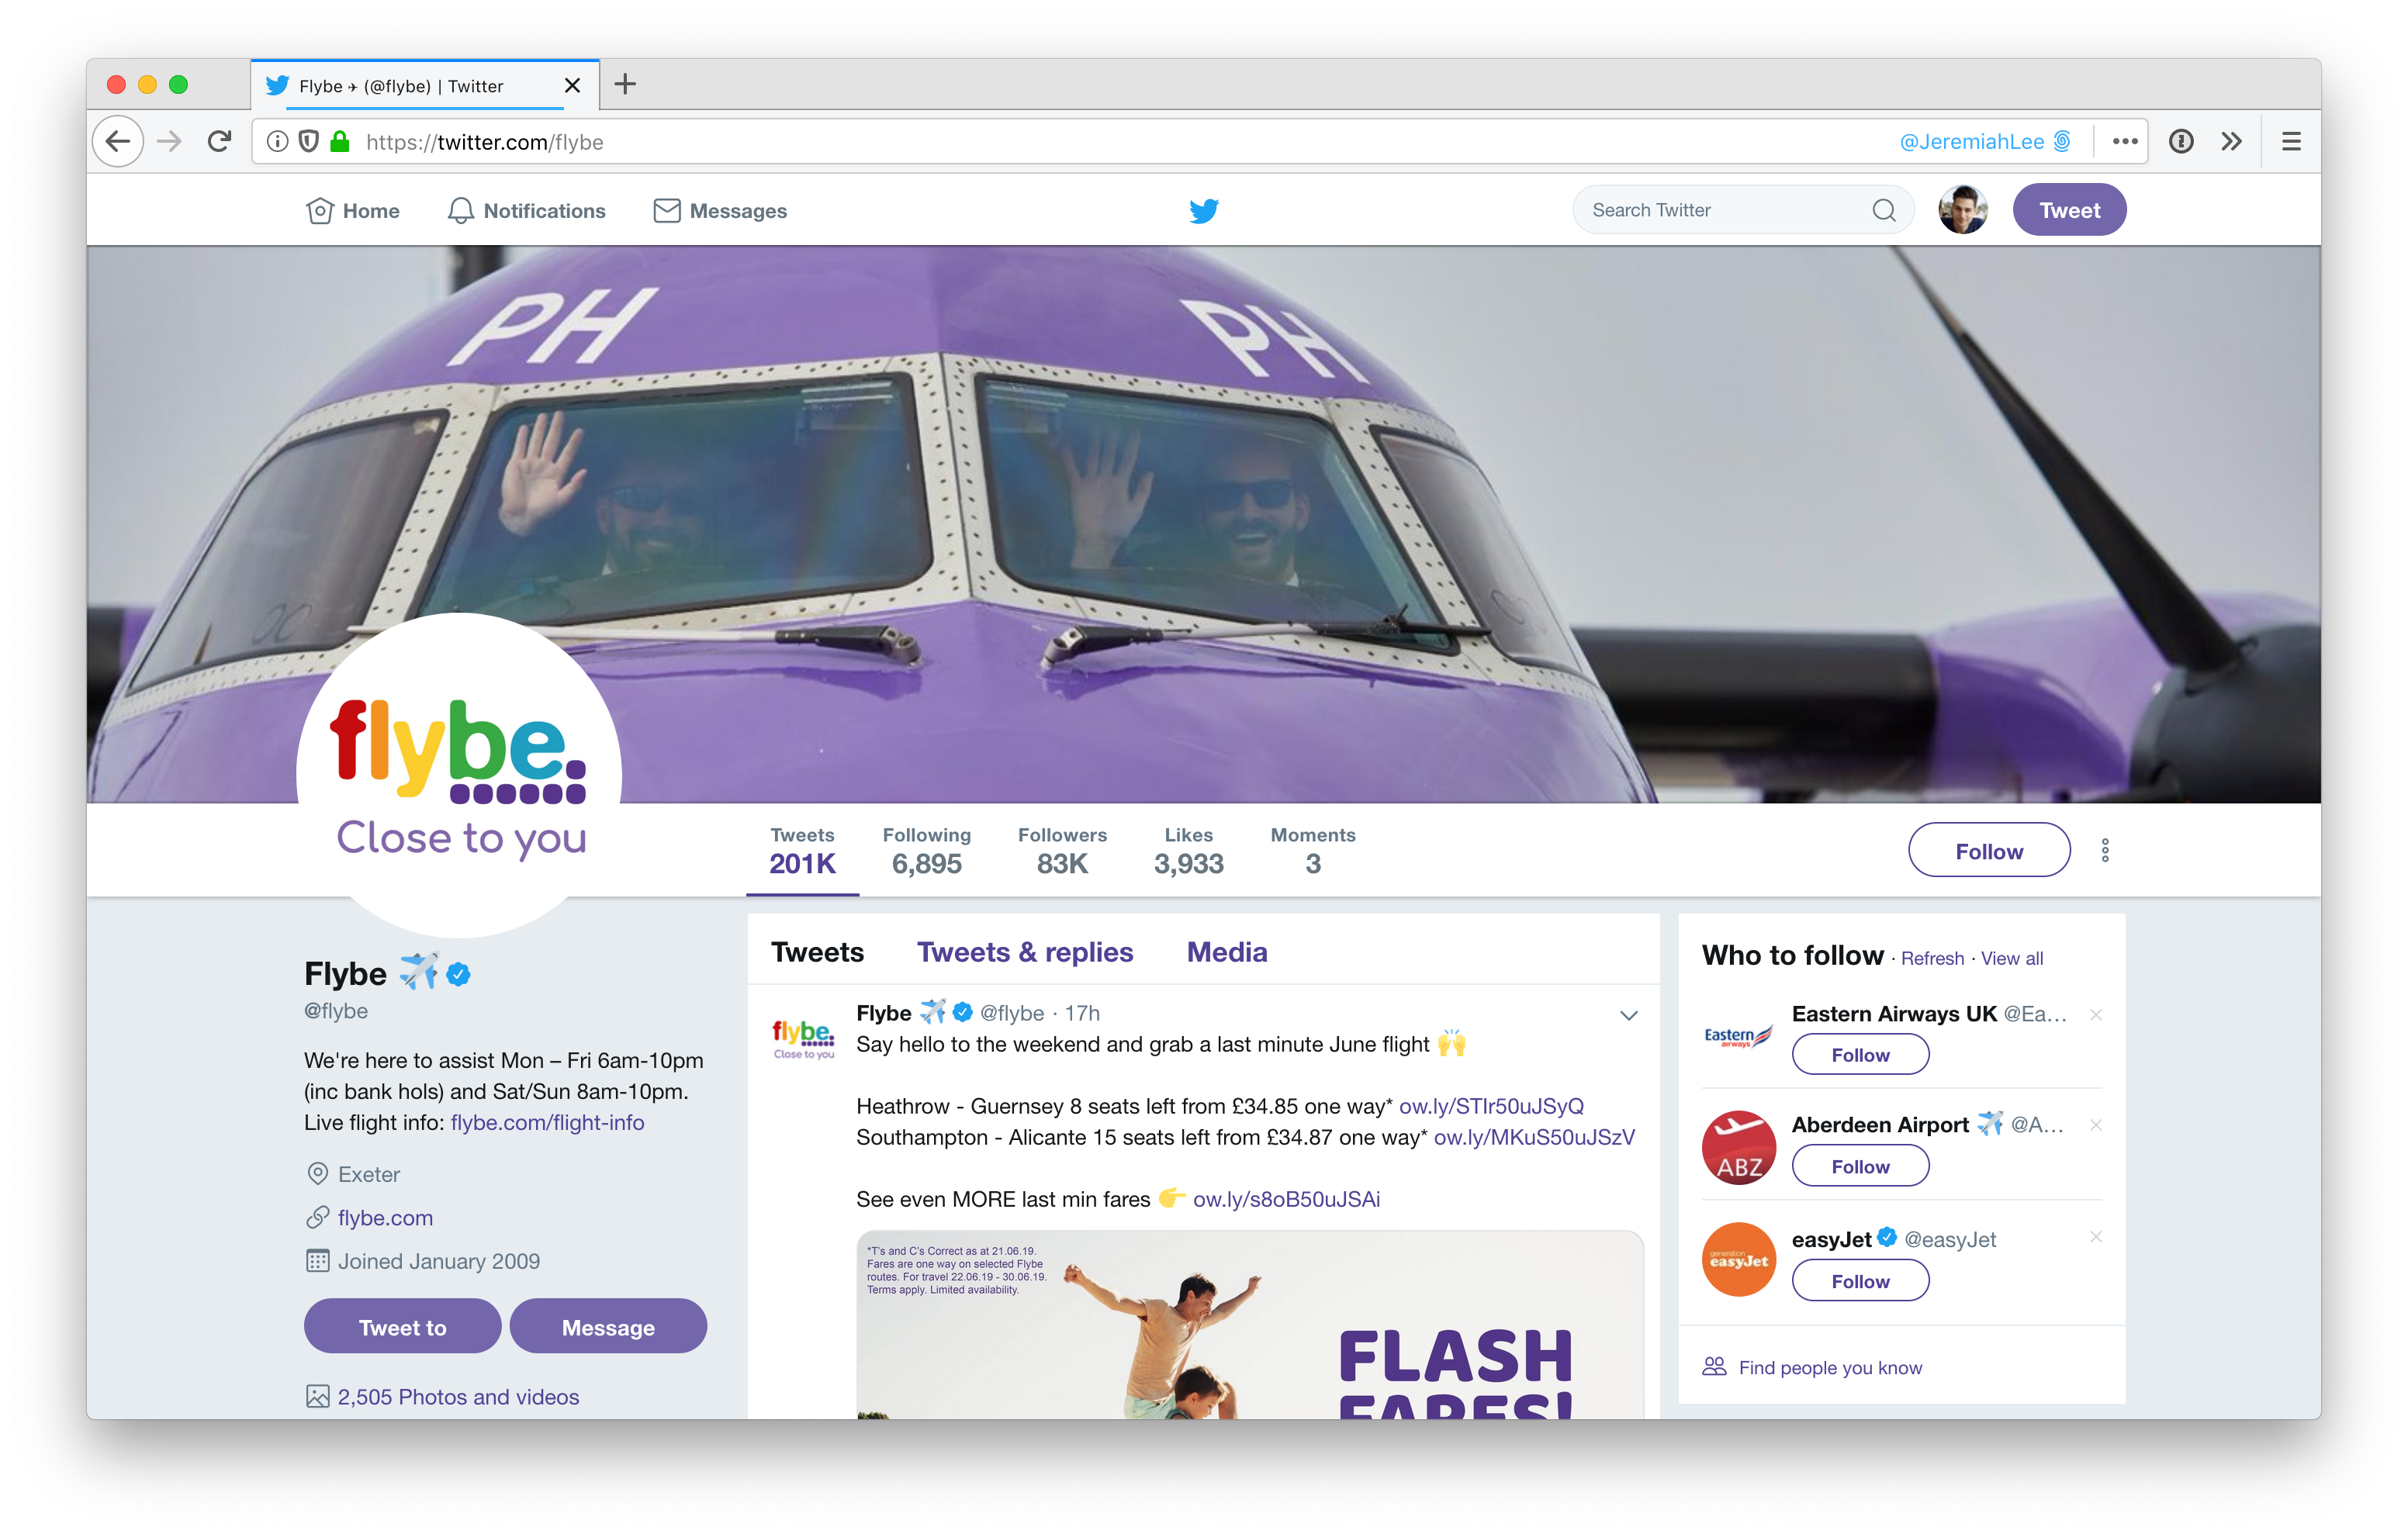 Flybe ✈ (@flybe) | Twitter
https://twitter.com/flybe
@JeremiahLee
Home
Notifications
Messages
Search Twitter
Tweet
PH
PH
flybe.
Close to you
Tweets
201K
Following
6,895
Followers
83K
Likes
3,933
Moments
3
Follow
Flybe ✈️
@flybe
We're here to assist Mon – Fri 6am-10pm
(inc bank hols) and Sat/Sun 8am-10pm.
Live flight info: flybe.com/flight-info
Exeter
flybe.com
Joined January 2009
Tweet to
Message
2,505 Photos and videos
Tweets
Tweets & replies
Media
flybe.
Close to you
Flybe ✈️ @flybe · 17h
Say hello to the weekend and grab a last minute June flight 🙌
Heathrow - Guernsey 8 seats left from £34.85 one way* ow.ly/STIr50uJSyQ
Southampton - Alicante 15 seats left from £34.87 one way* ow.ly/MKuS50uJSzV
See even MORE last min fares 👉 ow.ly/s8oB50uJSAi
*T's and C's Correct as at 21.06.19.
Fares are one way on selected Flybe
routes. For travel 22.06.19 - 30.06.19.
Terms apply. Limited availability.
FLASH
FARES!
Who to follow · Refresh · View all
Eastern
airways
Eastern Airways UK @Ea...
Follow
ABZ
Aberdeen Airport ✈️ @A...
Follow
generation
easyJet
easyJet @easyJet
Follow
Find people you know